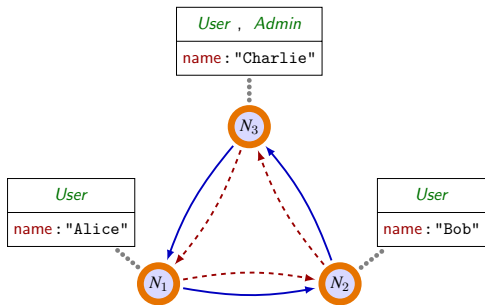 User , Admin
name:"Charlie"
N3
User
name:"Alice"
User
name:"Bob"
N1
N2